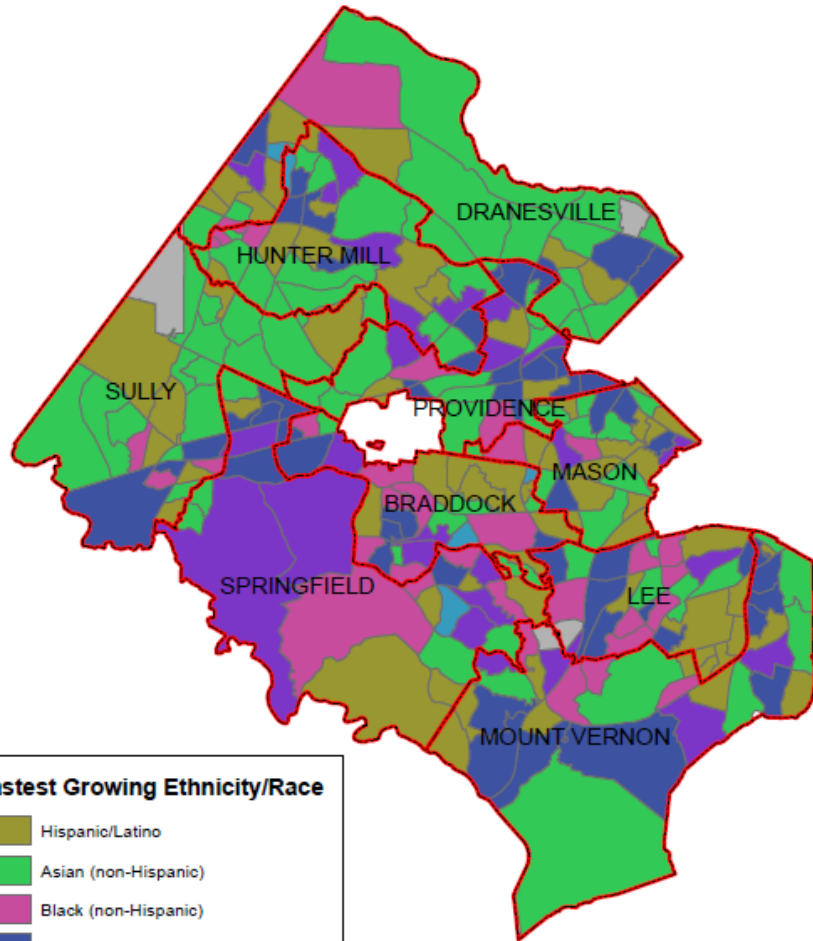 DRANESVILLE
HUNTER MILL
SULLY
PROVIDENCE
MASON
BRADDOCK
SPRINGFIELD
LEE
MOUNT VERNON
astest Growing Ethnicity/Race
Hispanic/Latino
Asian (non-Hispanic)
Black (non-Hispanic)